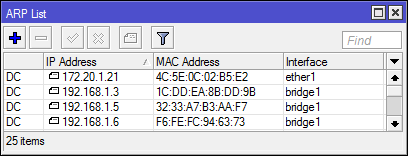 ARP List
Find
IP Address MAC Address Interface
DC 172.20.1.21 4C:5E:0C:02:B5:E2 ether1
DC 192.168.1.3 1C:DD:EA:8B:DD:9B bridge1
DC 192.168.1.5 32:33:A7:B3:AA:F7 bridge1
DC 192.168.1.6 F6:FE:FC:94:63:73 bridge1
25 items